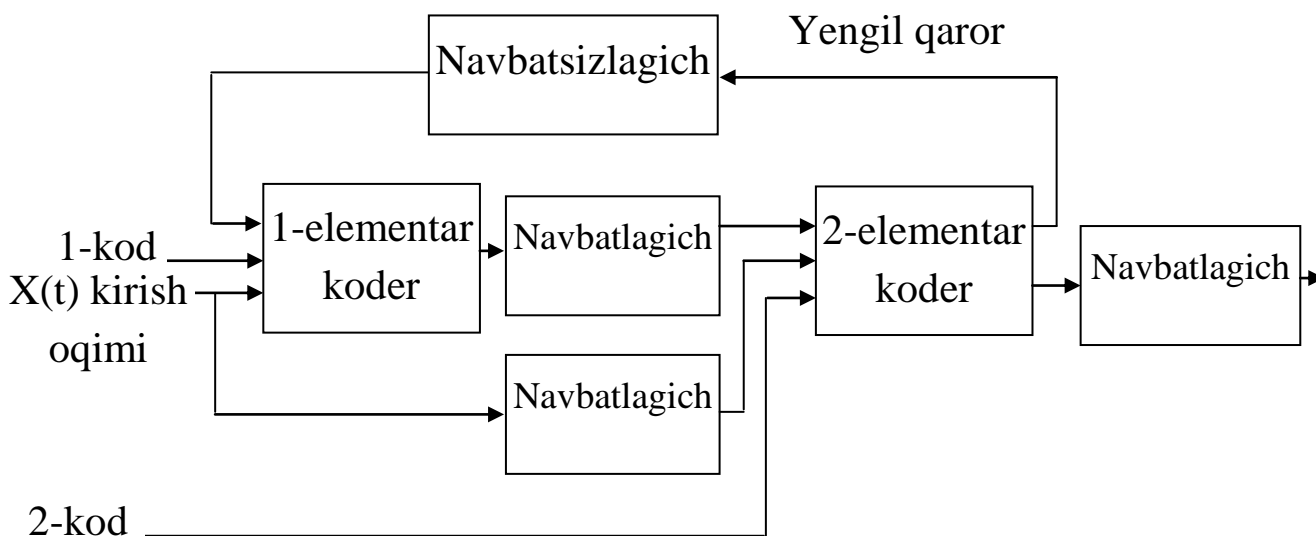 Yengil qaror
Navbatsizlagich
1-kod
X(t) kirish
oqimi
1-elementar
koder
Navbatlagich
2-elementar
koder
Navbatlagich
Navbatlagich
2-kod